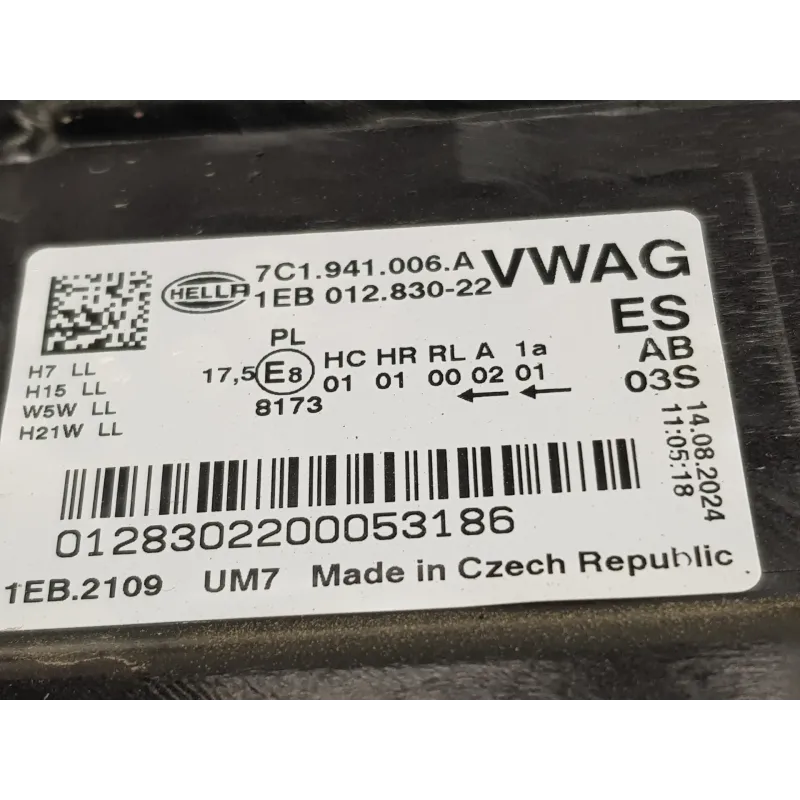 HELLA
7C1.941.006.A
1EB 012.830-22
VWAG
ES
AB
03S
PL
17,5 E8 HC HR RL A 1a
01 01 00 02 01
8173
H7 LL
H15 LL
W5W LL
H21W LL
14.08.2024
11:05:18
0128302200053186
1EB.2109 UM7 Made in Czech Republic